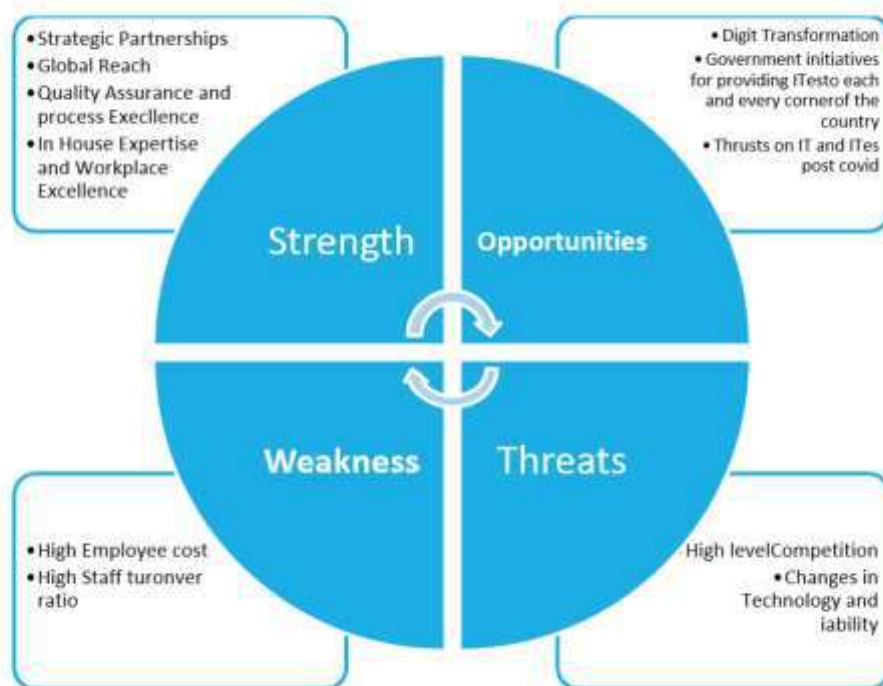 •Strategic Partnerships
•Global Reach
•Quality Assurance and
process Execllence
•In House Expertise
and Workplace
Excellence
•Digit Transformation
•Government initiatives
for providing ITesto each
and every cornerof the
country
•Thrusts on IT and ITes
post covid
Strength
Opportunities
Weakness
Threats
•High Employee cost
•High Staff turonver
ratio
High levelCompetition
•Changes in
Technology and
iability